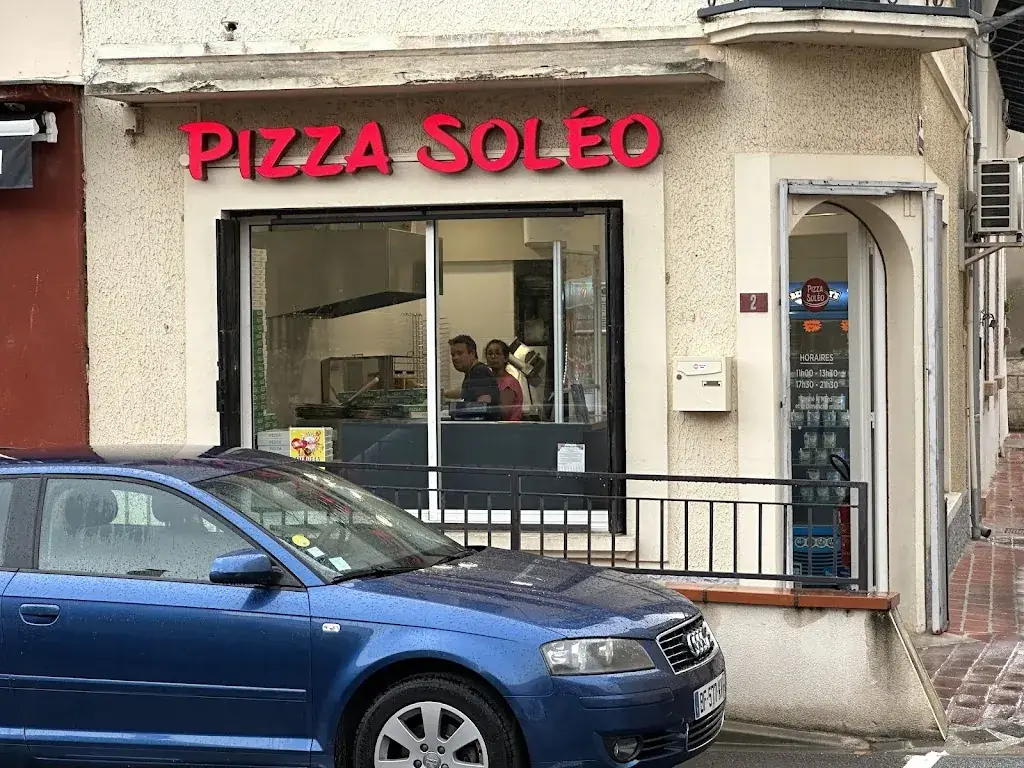 PIZZA SOLÉO
2
PIZZA
SOLÉO
HORAIRES
11h00 - 13h30
17h30 - 21h30